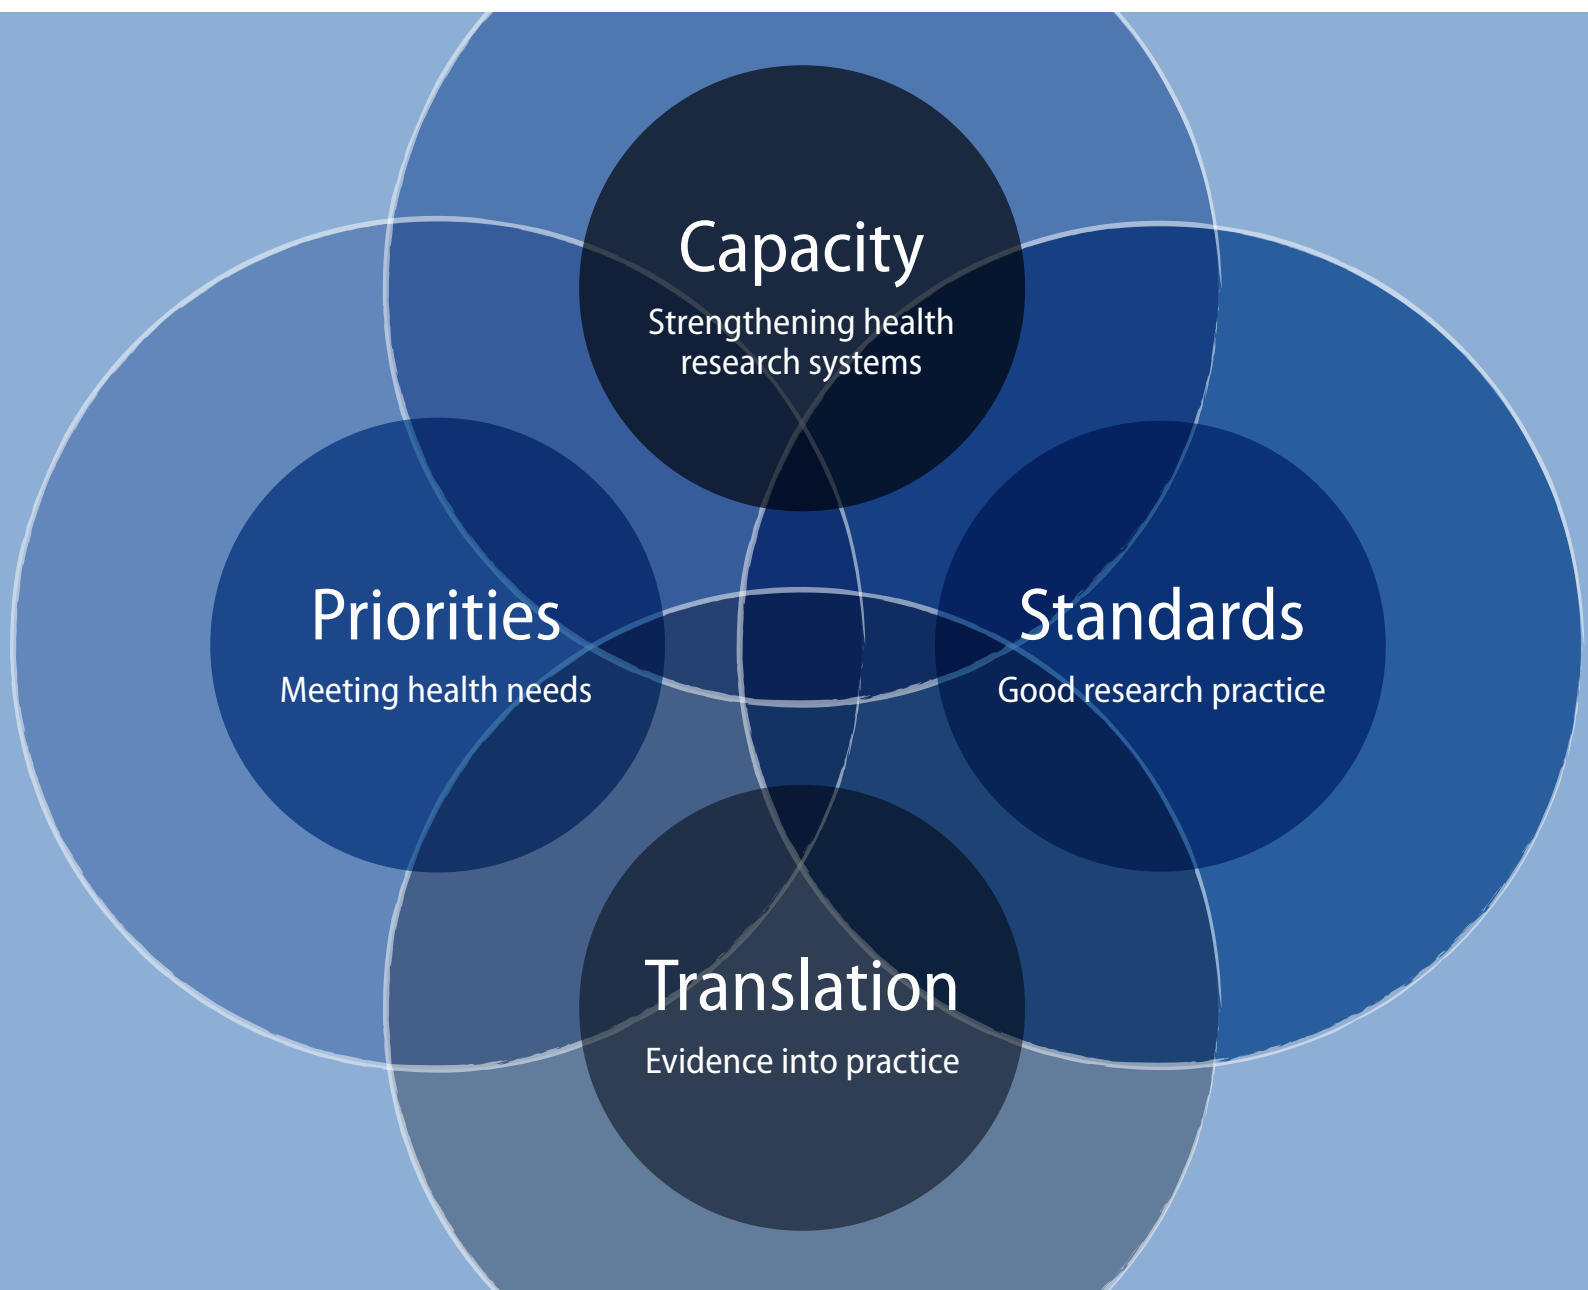 Capacity
Strengthening health
research systems
Priorities
Meeting health needs
Standards
Good research practice
Translation
Evidence into practice